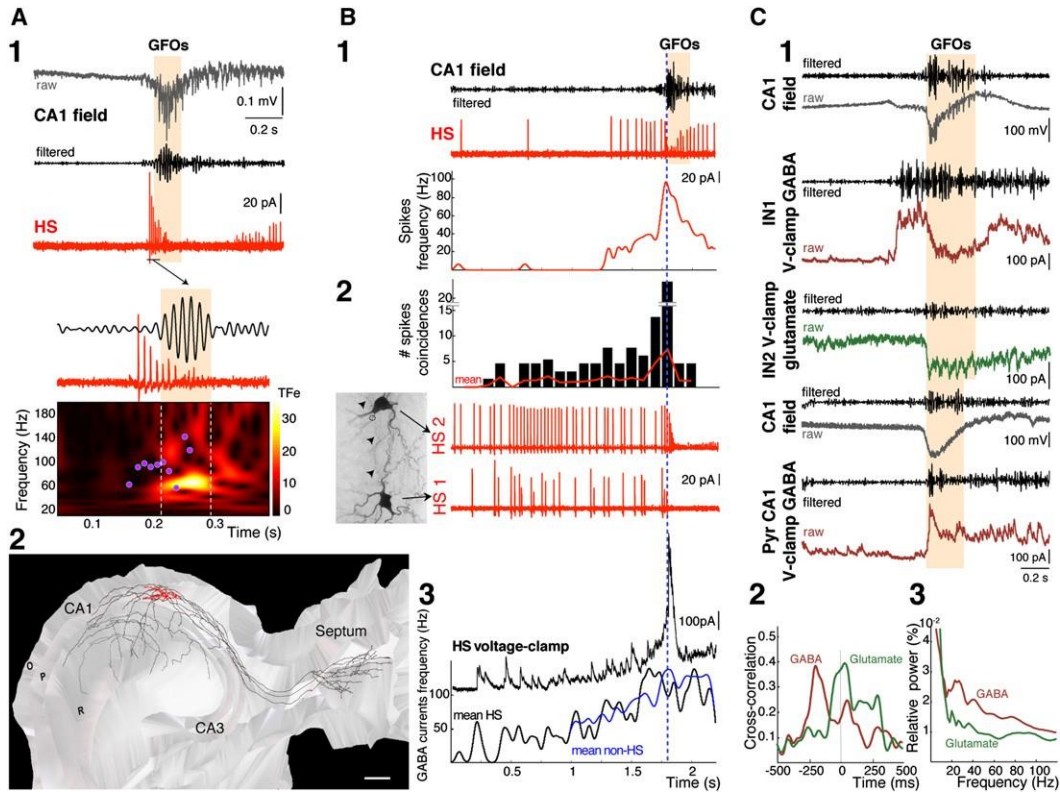 A
1
GFOs
raw
0.1 mV
CA1 field
0.2 s
filtered
20 pA
HS
TFe
Frequency (Hz)
180
140
100
60
20
30
20
10
0
0.1
0.2
0.3
Time (s)
2
CA1
Septum
O
P
R
CA3
B
1
GFOs
CA1 field
filtered
HS
20 pA
Spikes
frequency (Hz)
100
80
60
40
20
2
# spikes
coincidences
20
15
10
5
mean
HS 2
HS 1
20 pA
3
100pA
HS voltage-clamp
GABA currents frequency (Hz)
100
0
mean HS
mean non-HS
0.5
1
1.5
2
Time (s)
C
1
GFOs
CA1
field
filtered
raw
100 mV
IN1
V-clamp GABA
filtered
raw
100 pA
IN2 V-clamp
glutamate
filtered
raw
100 pA
CA1
field
filtered
raw
100 mV
Pyr CA1
V-clamp GABA
filtered
raw
100 pA
0.2 s
2
Cross-correlation
0.5
0.4
0.3
0.2
0.1
GABA
Glutamate
-500
-250
0
250
500
Time (ms)
3
Relative power (%)
10-2
4
3
2
1
GABA
Glutamate
20 40 60 80 100
Frequency (Hz)